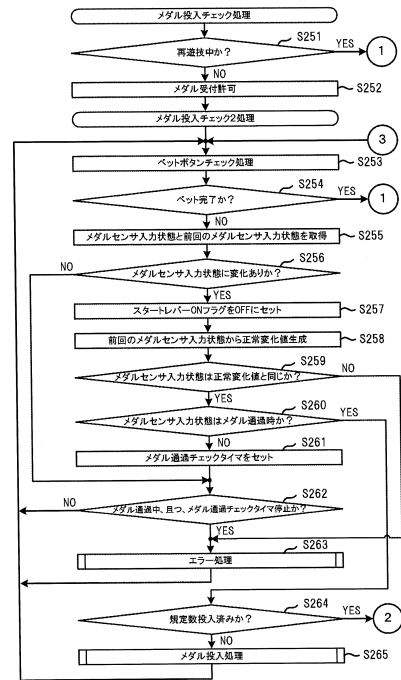 メダル投入チェック処理
S251
再遊技中か?
YES
1
NO
メダル受付許可
S252
メダル投入チェック2処理
3
ベットボタンチェック処理
S253
S254
ベット完了か?
YES
1
NO
メダルセンサ入力状態と前回のメダルセンサ入力状態を取得
S255
S256
NO
メダルセンサ入力状態に変化ありか?
YES
スタートレバーONフラグをOFFにセット
S257
前回のメダルセンサ入力状態から正常変化値生成
S258
S259
メダルセンサ入力状態は正常変化値と同じか?
NO
YES
S260
メダルセンサ入力状態はメダル通過時か?
YES
NO
S261
メダル通過チェックタイマをセット
S262
NO
メダル通過中、且つ、メダル通過チェックタイマ停止か?
YES
S263
エラー処理
S264
規定数投入済みか?
YES
2
NO
メダル投入処理
S265